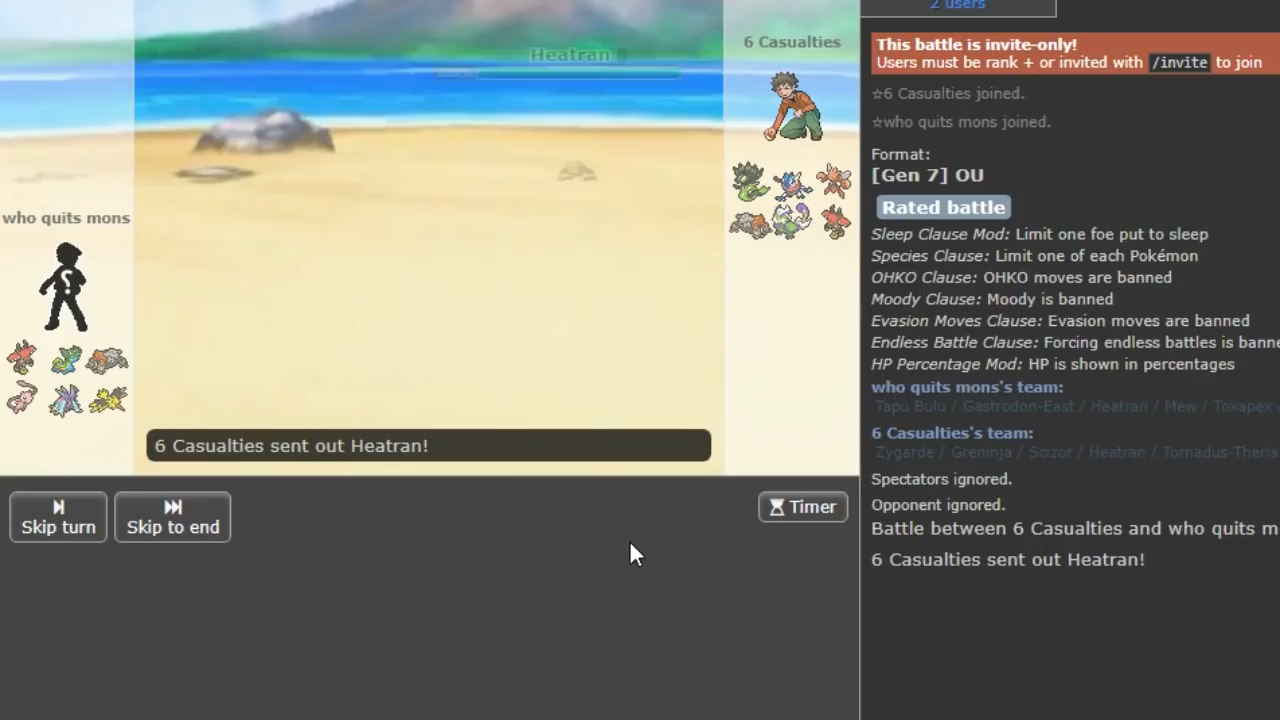 2 users
6 Casualties
Heatran
This battle is invite-only!
Users must be rank + or invited with /invite to join
☆6 Casualties joined.
☆who quits mons joined.
Format:
[Gen 7] OU
Rated battle
Sleep Clause Mod: Limit one foe put to sleep
Species Clause: Limit one of each Pokémon
OHKO Clause: OHKO moves are banned
Moody Clause: Moody is banned
Evasion Moves Clause: Evasion moves are banned
Endless Battle Clause: Forcing endless battles is banne
HP Percentage Mod: HP is shown in percentages
who quits mons's team:
Tapu Bulu / Gastrodon-East / Heatran / Mew / Toxapex
6 Casualties's team:
Zygarde / Greninja / Scizor / Heatran / Tornadus-Theria
Spectators ignored.
Opponent ignored.
Battle between 6 Casualties and who quits m
6 Casualties sent out Heatran!
who quits mons
?
6 Casualties sent out Heatran!
Skip turn
Skip to end
Timer